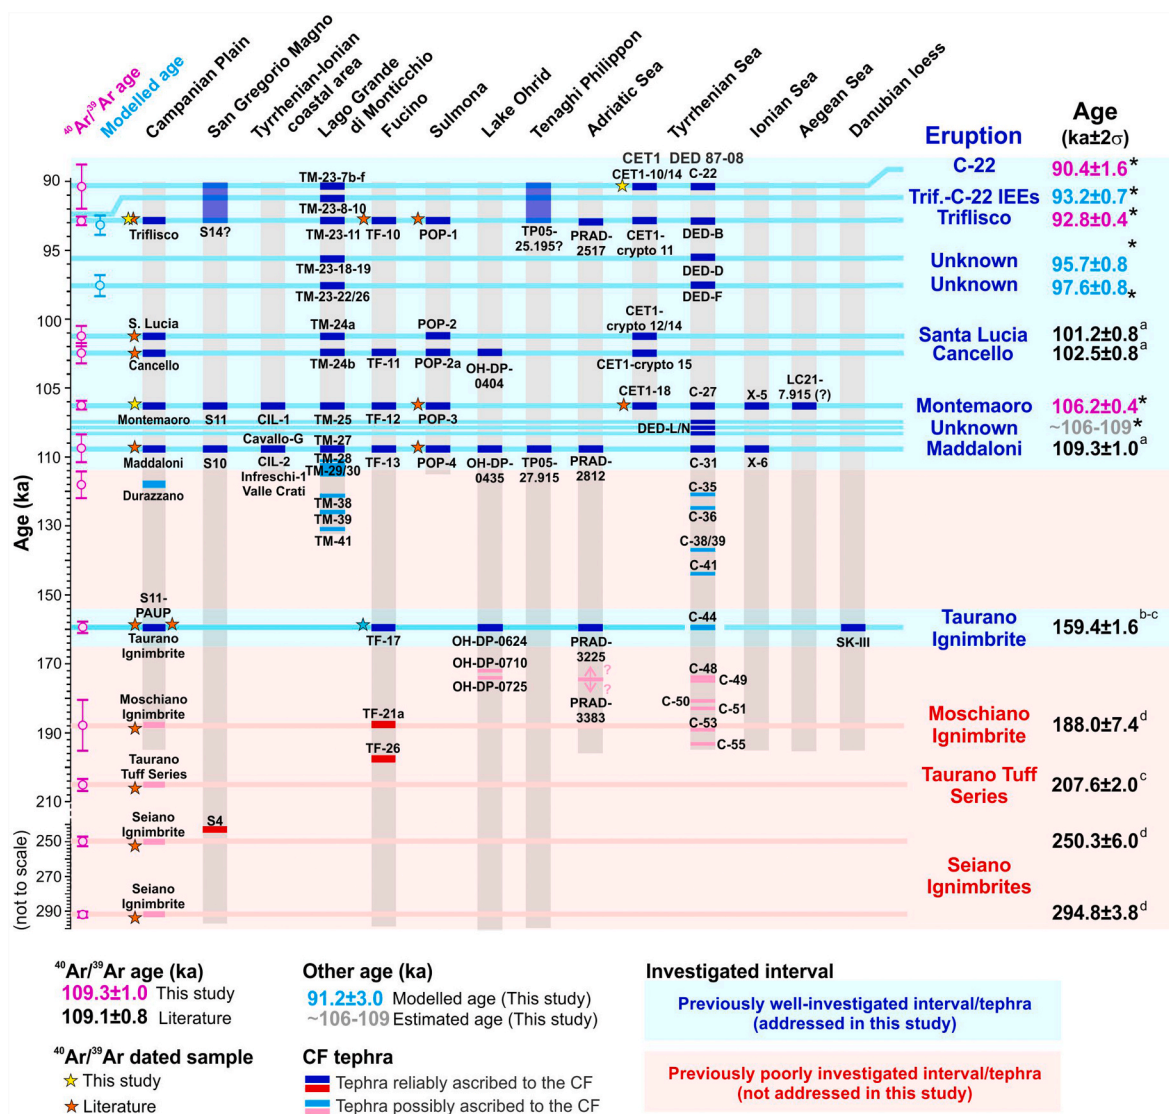 ⁴⁰Ar/³⁹Ar age
Modelled age
Campanian Plain
San Gregorio Magno
Tyrrhenian-Ionian
coastal area
Lago Grande
di Monticchio
Fucino
Sulmona
Lake Ohrid
Tenaghi Philippon
Adriatic Sea
Tyrrhenian Sea
Ionian Sea
Aegean Sea
Danubian loess
Eruption
Age
(ka±2σ)
CET1 DED 87-08
TM-23-7b-f
CET1-10/14
C-22
C-22
90.4±1.6*
90
TM-23-8-10
Trif.-C-22 IEEs
93.2±0.7*
Triflisco
92.8±0.4*
Triflisco
S14?
TM-23-11
TF-10
POP-1
TP05-
25.195?
PRAD-
2517
CET1-
crypto 11
DED-B
95
TM-23-18-19
DED-D
Unknown
95.7±0.8*
TM-23-22/26
DED-F
Unknown
97.6±0.8*
100
S. Lucia
TM-24a
POP-2
CET1-
crypto 12/14
Santa Lucia
101.2±0.8ᵃ
Cancello
TM-24b
TF-11
POP-2a
OH-DP-
0404
CET1-crypto 15
Cancello
102.5±0.8ᵃ
105
CET1-18
C-27
X-5
LC21-
7.915 (?)
Montemaoro
S11
CIL-1
TM-25
TF-12
POP-3
Montemaoro
106.2±0.4*
Cavallo-G
TM-27
DED-L/N
Unknown
~106-109*
110
Maddaloni
S10
CIL-2
TM-28
TF-13
POP-4
OH-DP-
0435
TP05-
27.915
PRAD-
2812
C-31
X-6
Maddaloni
109.3±1.0ᵃ
Infreschi-1
Valle Crati
TM-29/30
Durazzano
TM-38
TM-39
TM-41
C-35
C-36
C-38/39
C-41
130
150
Age (ka)
S11-
PAUP
C-44
Taurano
Ignimbrite
TF-17
OH-DP-0624
PRAD-
3225
SK-III
Taurano
Ignimbrite
159.4±1.6ᵇ⁻ᶜ
170
OH-DP-0710
OH-DP-0725
?
?
PRAD-
3383
C-48
C-49
C-50
C-51
C-53
C-55
Moschiano
Ignimbrite
TF-21a
Moschiano
Ignimbrite
188.0±7.4ᵈ
190
TF-26
Taurano
Tuff Series
Taurano Tuff
Series
207.6±2.0ᶜ
210
(not to scale)
Seiano
Ignimbrite
S4
250
250.3±6.0ᵈ
Seiano
Ignimbrites
270
Seiano
Ignimbrite
290
294.8±3.8ᵈ
⁴⁰Ar/³⁹Ar age (ka)
109.3±1.0 This study
109.1±0.8 Literature
⁴⁰Ar/³⁹Ar dated sample
This study
Literature
Other age (ka)
91.2±3.0 Modelled age (This study)
~106-109 Estimated age (This study)
CF tephra
Tephra reliably ascribed to the CF
Tephra possibly ascribed to the CF
Investigated interval
Previously well-investigated interval/tephra
(addressed in this study)
Previously poorly investigated interval/tephra
(not addressed in this study)